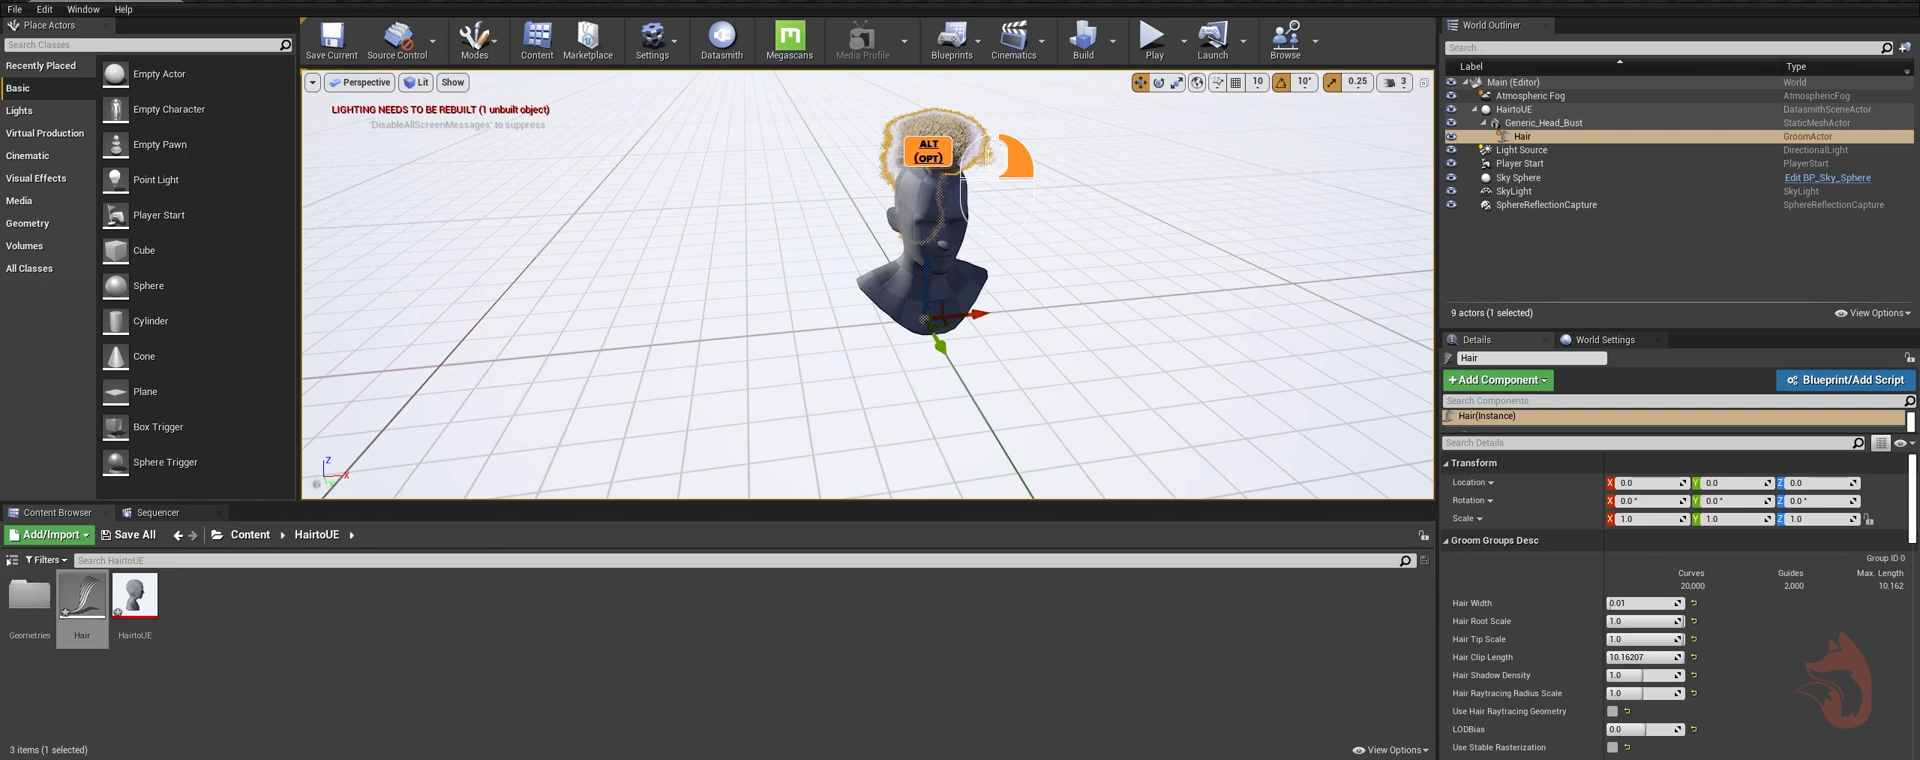 File Edit Window Help
Place Actors
Search Classes
Recently Placed
Basic
Lights
Virtual Production
Cinematic
Visual Effects
Media
Geometry
Volumes
All Classes
Empty Actor
Empty Character
Empty Pawn
Point Light
Player Start
Cube
Sphere
Cylinder
Cone
Plane
Box Trigger
Sphere Trigger
Save Current Source Control Modes Content Marketplace Settings Datasmith Megascans Media Profile Blueprints Cinematics Build Play Launch Browse
Perspective Lit Show 10 10° 0.25 3
LIGHTING NEEDS TO BE REBUILT (1 unbuilt object)
'DisableAllScreenMessages' to suppress
ALT
(OPT)
Z
X
Y
World Outliner
Search...
Label Type
Main (Editor) World
Atmospheric Fog AtmosphericFog
HairtoUE DatasmithSceneActor
Generic_Head_Bust StaticMeshActor
Hair GroomActor
Light Source DirectionalLight
Player Start PlayerStart
Sky Sphere Edit BP_Sky_Sphere
SkyLight SkyLight
SphereReflectionCapture SphereReflectionCapture
9 actors (1 selected) View Options
Details World Settings
Hair
+ Add Component Blueprint/Add Script
Search Components
Hair(Instance)
Search Details
Transform
Location X 0.0 Y 0.0 Z 0.0
Rotation X 0.0 ° Y 0.0 ° Z 0.0 °
Scale X 1.0 Y 1.0 Z 1.0
Groom Groups Desc
Group ID 0
Curves Guides Max. Length
20,000 2,000 10.162
Hair Width 0.01
Hair Root Scale 1.0
Hair Tip Scale 1.0
Hair Clip Length 10.16207
Hair Shadow Density 1.0
Hair Raytracing Radius Scale 1.0
Use Hair Raytracing Geometry
LODBias 0.0
Use Stable Rasterization
Content Browser Sequencer
Add/Import Save All Content HairtoUE
Filters Search HairtoUE
Geometries Hair HairtoUE
3 items (1 selected) View Options